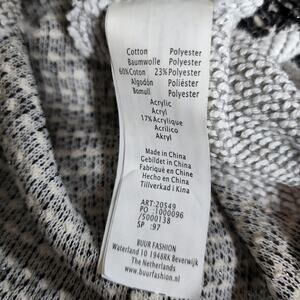 Cotton Polyester
Baumwolle Polyester
60%Coton 23%Polyester
Algodón Poliéster
Bomull Polyester
Acrylic
Acryl
17%Acrylique
Acrílico
Akryl
Made in China
Gebildet in China
Fabriqué en Chine
Hecho en China
Tillverkad i Kina
ART:20549
PO :1000096
/5000138
SP :97
BUUR FASHION
Waterland 10 1948RK Beverwijk
The Netherlands
www.buurfashion.nl